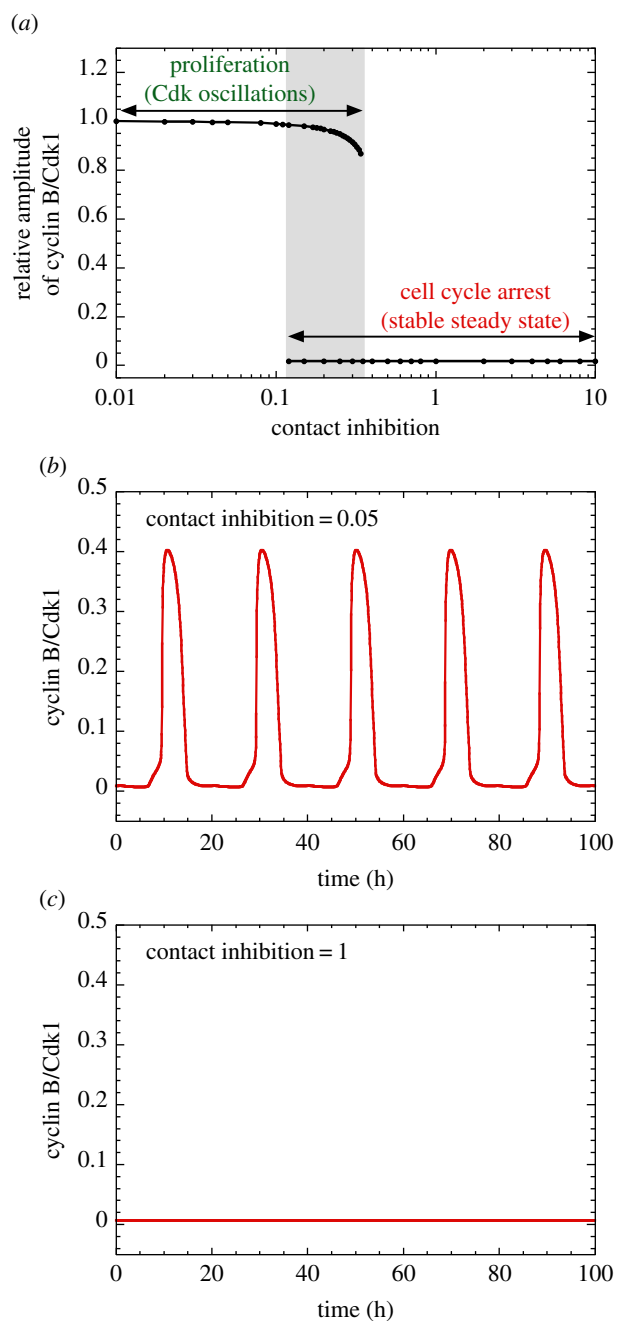 (a)
1.2
1.0
0.8
0.6
0.4
0.2
0
relative amplitude
of cyclin B/Cdk1
proliferation
(Cdk oscillations)
cell cycle arrest
(stable steady state)
0.01 0.1 1 10
contact inhibition
(b)
0.5
0.4
0.3
0.2
0.1
0
cyclin B/Cdk1
contact inhibition = 0.05
0 20 40 60 80 100
time (h)
(c)
0.5
0.4
0.3
0.2
0.1
0
cyclin B/Cdk1
contact inhibition = 1
0 20 40 60 80 100
time (h)